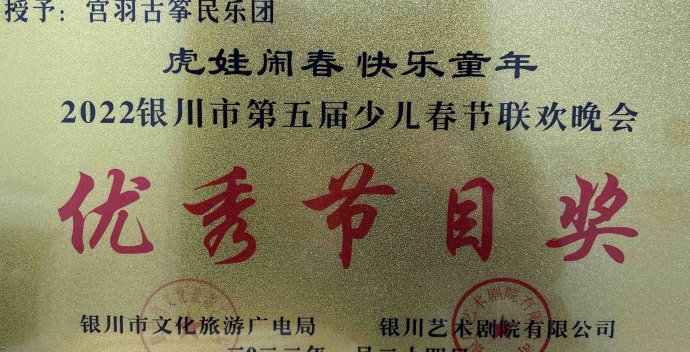 授予：宫羽古筝民乐团
虎娃闹春 快乐童年
2022银川市第五届少儿春节联欢晚会
优秀节目奖
银川市文化旅游广电局 银川艺术剧院有限公司